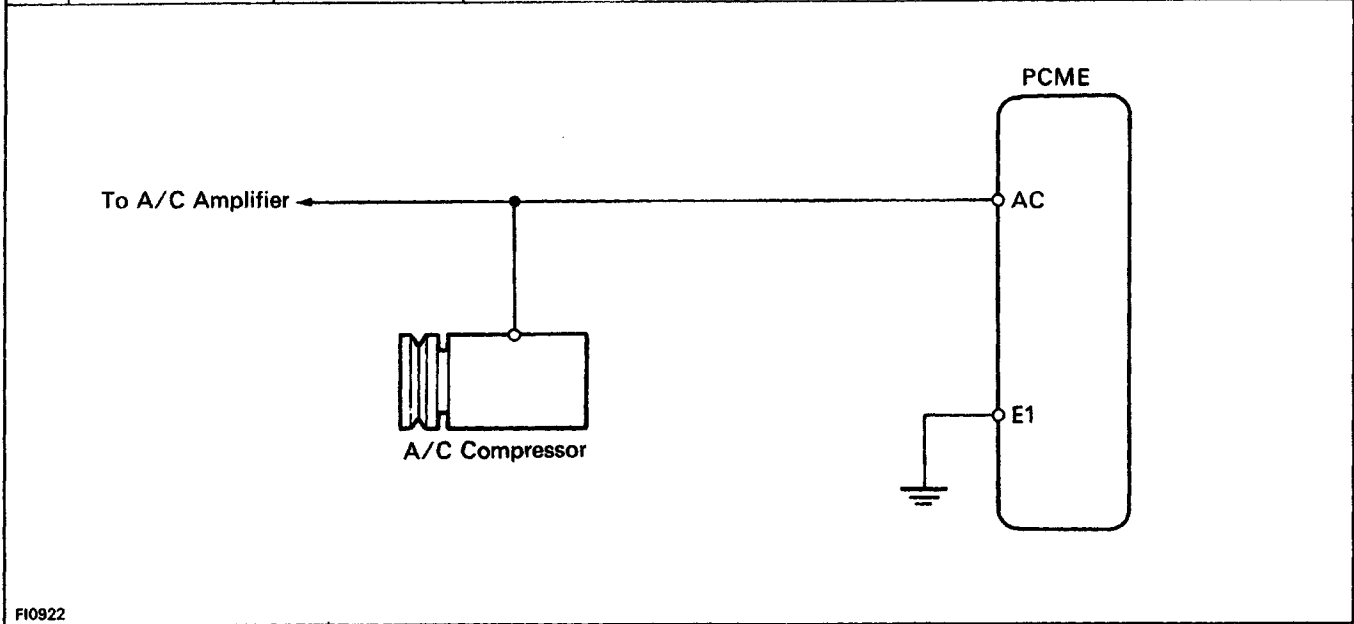 PCME
To A/C Amplifier
AC
A/C Compressor
E1
FI0922